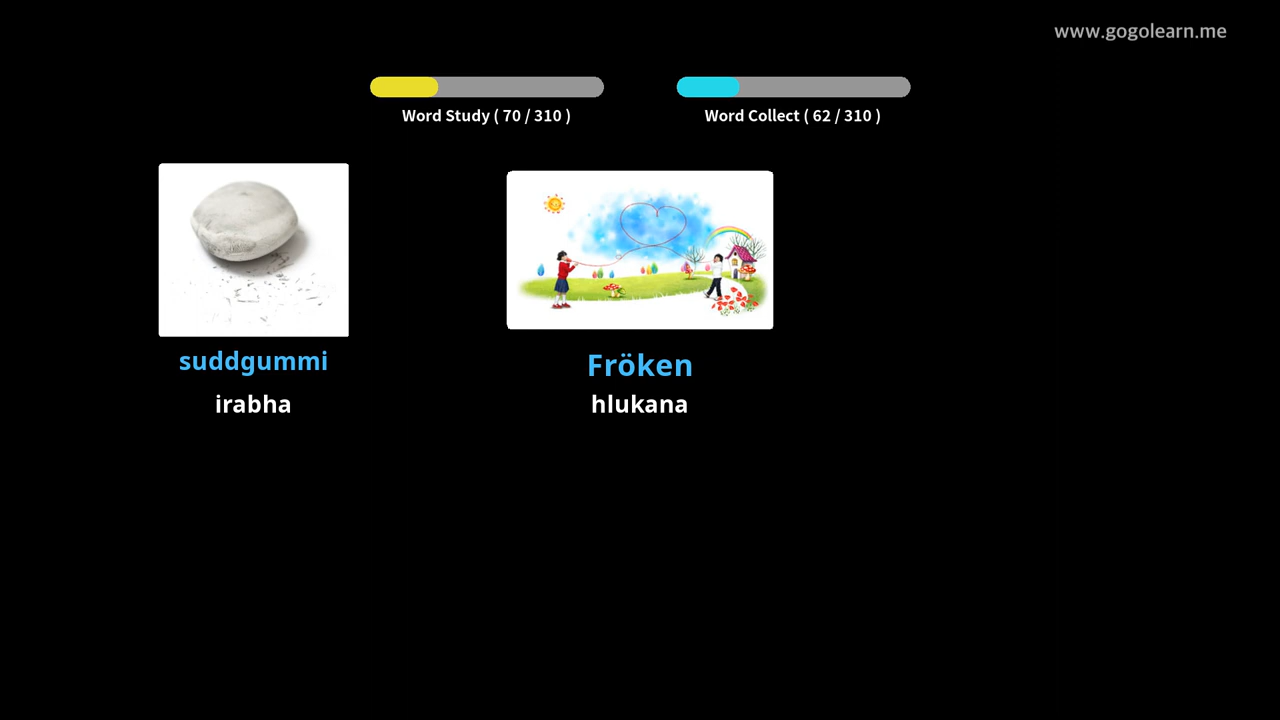 www.gogolearn.me
Word Study ( 70 / 310 )
Word Collect ( 62 / 310 )
suddgummi
irabha
Fröken
hlukana